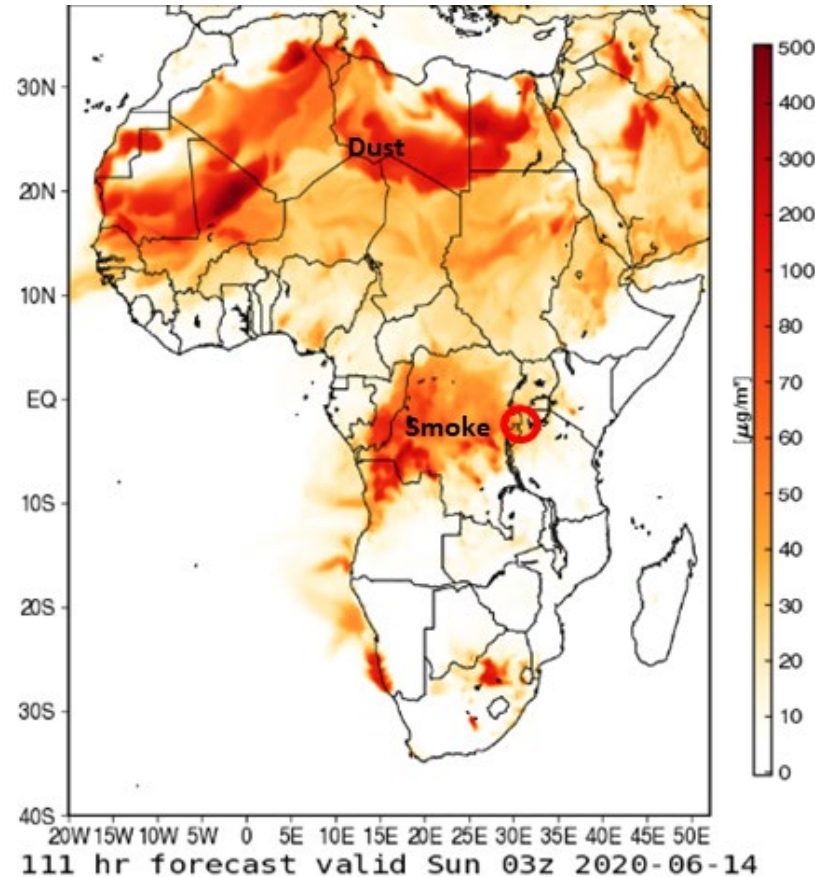 500
400
30N
Dust
300
20N
200
100
10N
80
70
EQ
Smoke
60
[μg/m³]
50
10S
40
20S
30
20
30S
10
0
40S
20W 15W 10W 5W 0 5E 10E 15E 20E 25E 30E 35E 40E 45E 50E
111 hr forecast valid Sun 03z 2020-06-14